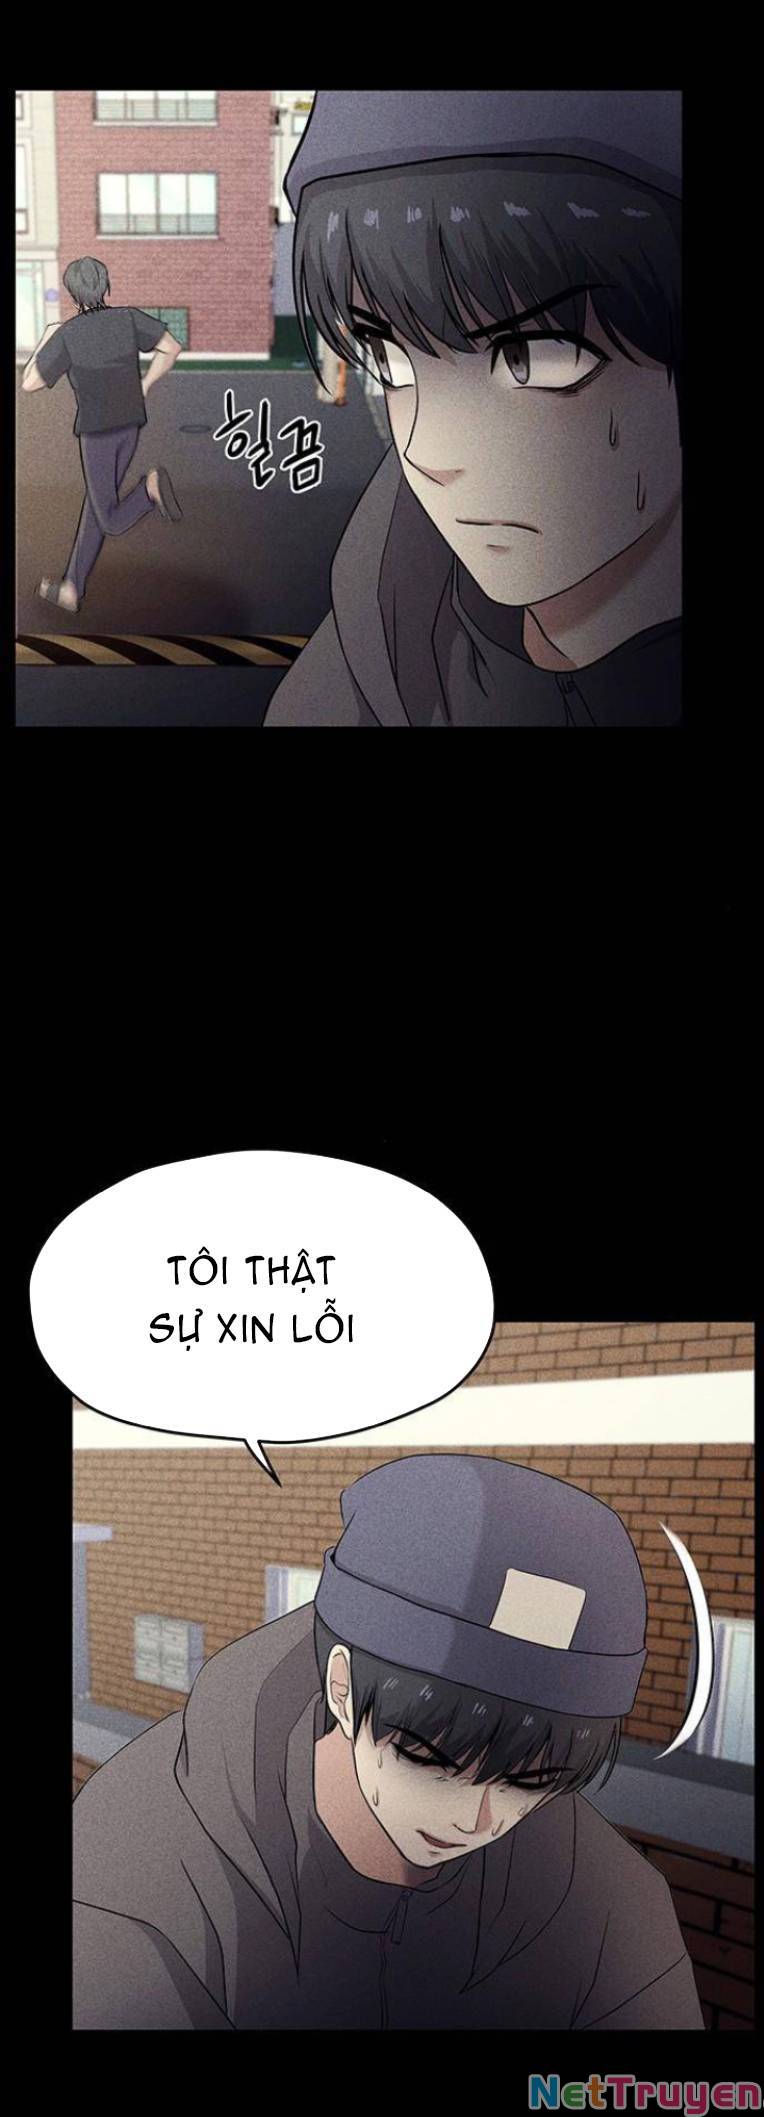 힐끔
TÔI THẬT
SỰ XIN LỖI
NetTruyen